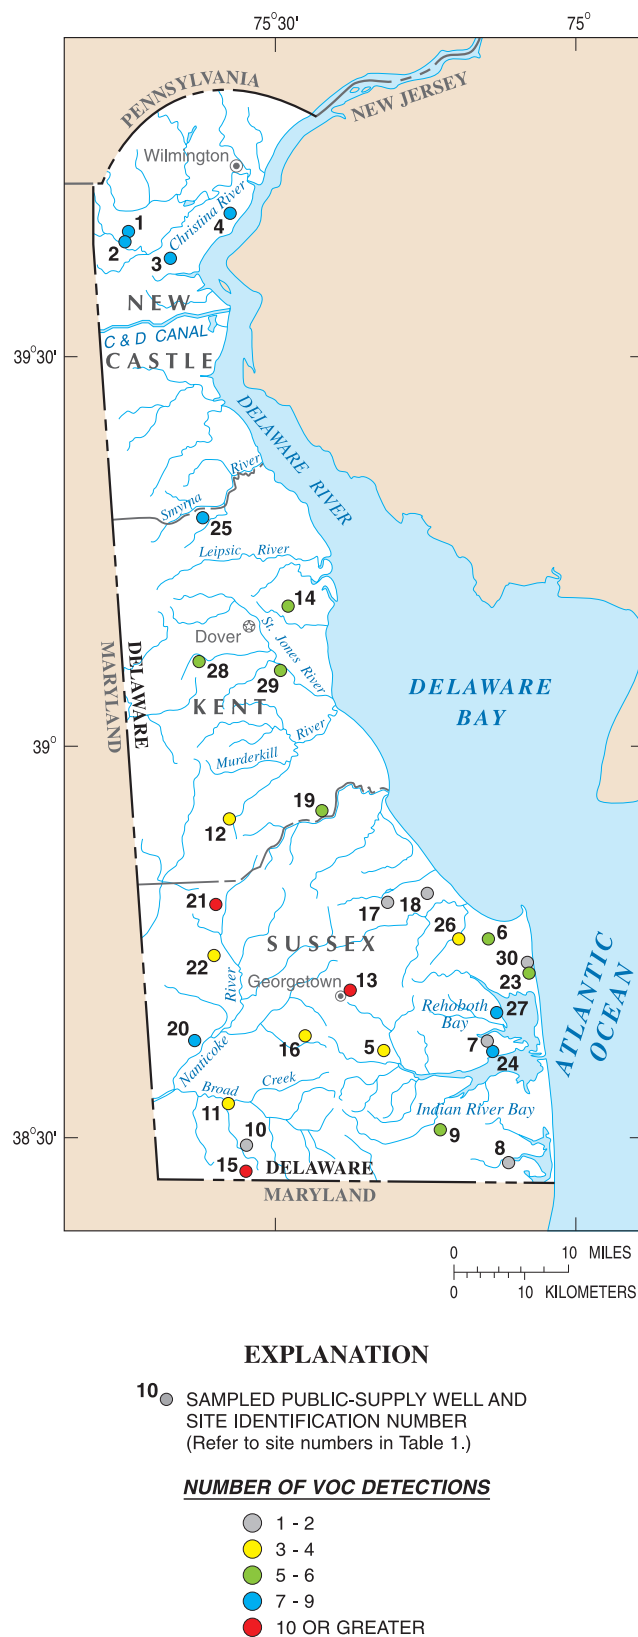 75°30'
75°
PENNSYLVANIA
NEW JERSEY
Wilmington
Christina River
1
2
3
4
NEW
C & D CANAL
CASTLE
39°30'
DELAWARE RIVER
Smyrna River
25
Leipsic River
14
Dover
St. Jones River
28
29
KENT
MARYLAND
DELAWARE
DELAWARE
BAY
39°
Murderkill River
12
19
21
17
18
26
6
SUSSEX
22
30
23
Georgetown
13
Rehoboth
Bay
27
20
Nanticoke River
16
5
7
24
ATLANTIC
OCEAN
Broad Creek
11
Indian River Bay
38°30'
10
9
8
15
DELAWARE
MARYLAND
0 10 MILES
0 10 KILOMETERS
EXPLANATION
10 SAMPLED PUBLIC-SUPPLY WELL AND
SITE IDENTIFICATION NUMBER
(Refer to site numbers in Table 1.)
NUMBER OF VOC DETECTIONS
1 - 2
3 - 4
5 - 6
7 - 9
10 OR GREATER